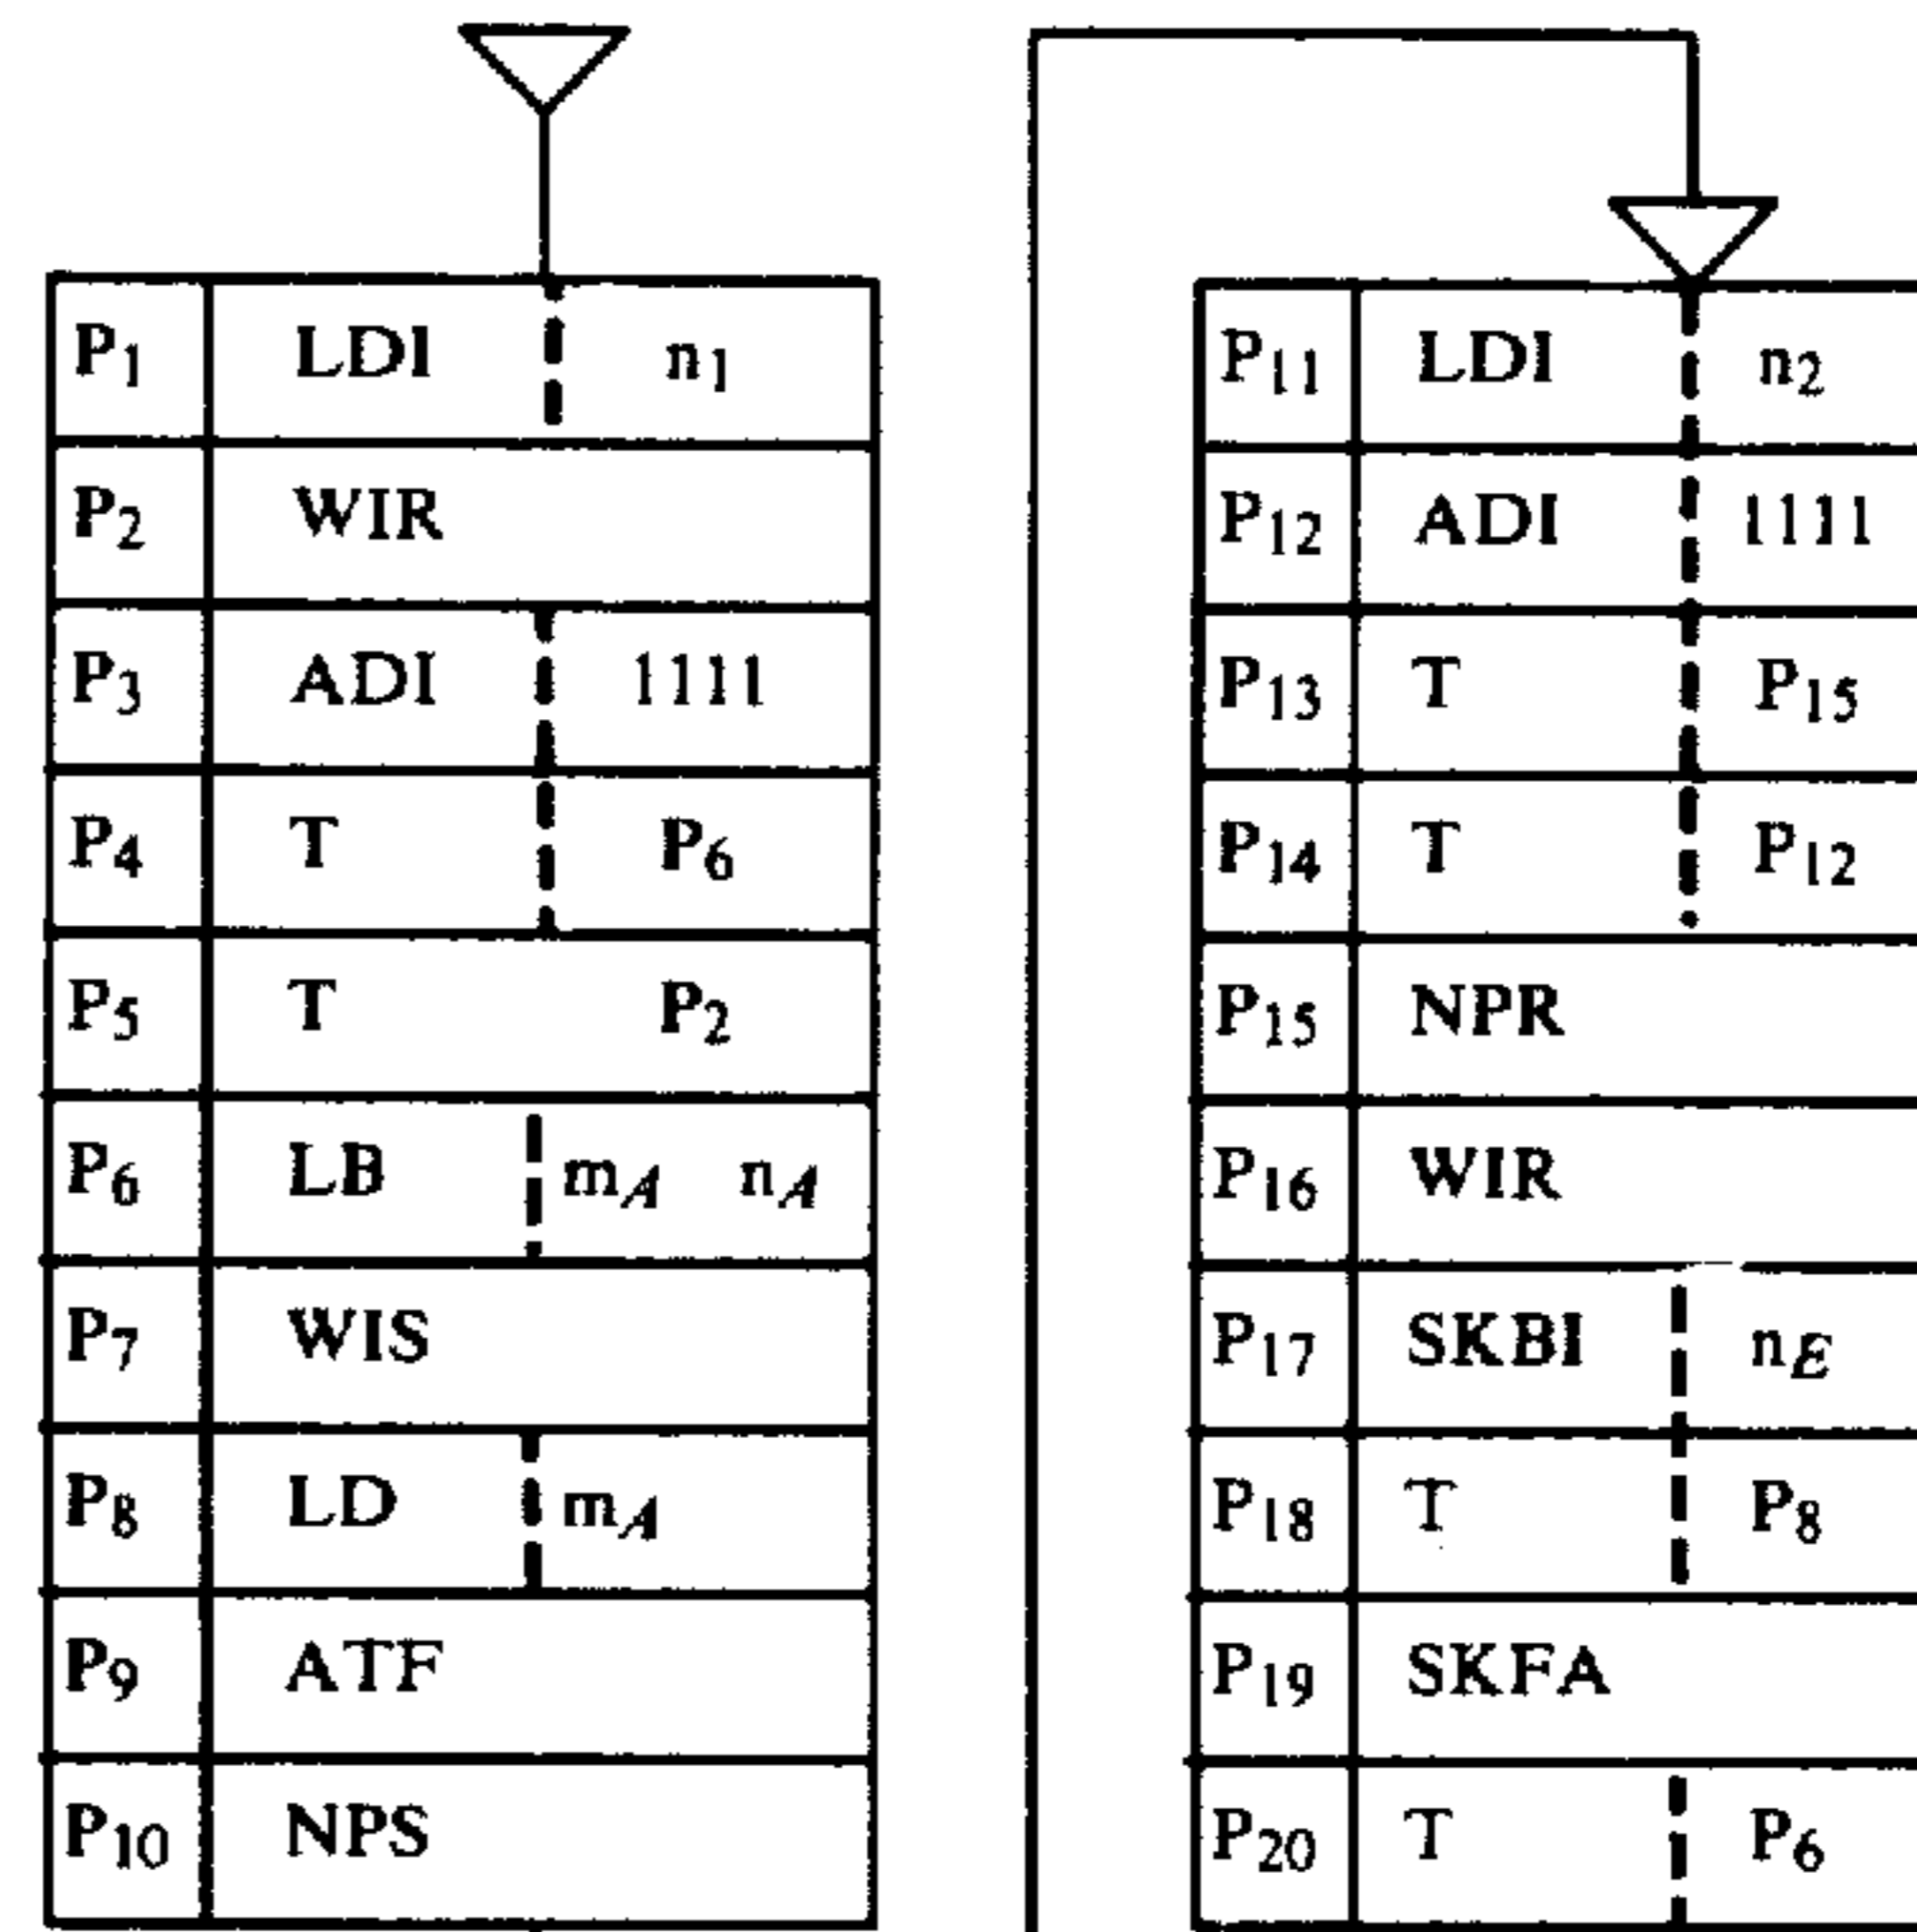 P1 LDI n1
P2 WIR
P3 ADI 1111
P4 T P6
P5 T P2
P6 LB mA nA
P7 WIS
P8 LD mA
P9 ATF
P10 NPS
P11 LDI n2
P12 ADI 1111
P13 T P15
P14 T P12
P15 NPR
P16 WIR
P17 SKBI nE
P18 T P8
P19 SKFA
P20 T P6